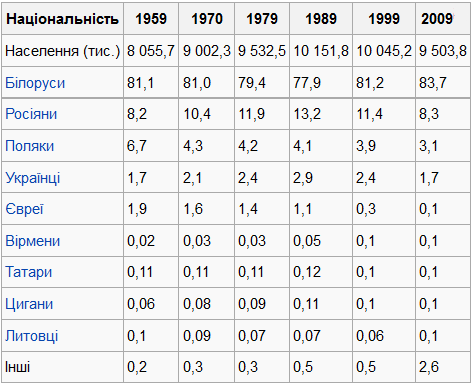 Національність 1959 1970 1979 1989 1999 2009
Населення (тис.) 8 055,7 9 002,3 9 532,5 10 151,8 10 045,2 9 503,8
Білоруси 81,1 81,0 79,4 77,9 81,2 83,7
Росіяни 8,2 10,4 11,9 13,2 11,4 8,3
Поляки 6,7 4,3 4,2 4,1 3,9 3,1
Українці 1,7 2,1 2,4 2,9 2,4 1,7
Євреї 1,9 1,6 1,4 1,1 0,3 0,1
Вірмени 0,02 0,03 0,03 0,05 0,1 0,1
Татари 0,11 0,11 0,11 0,12 0,1 0,1
Цигани 0,06 0,08 0,09 0,11 0,1 0,1
Литовці 0,1 0,09 0,07 0,07 0,06 0,1
Інші 0,2 0,3 0,3 0,5 0,5 2,6